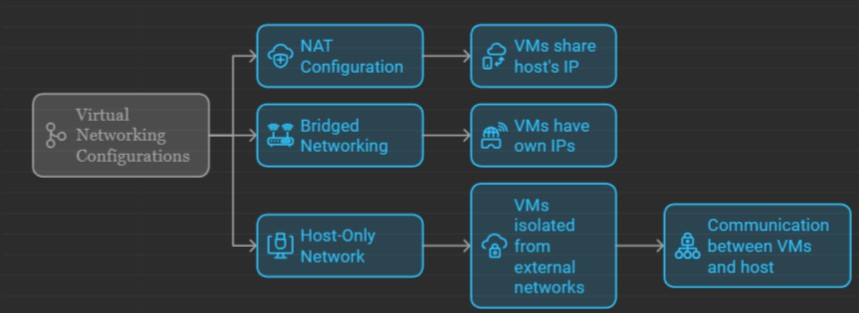 Virtual
Networking
Configurations
NAT
Configuration
VMs share
host's IP
Bridged
Networking
VMs have
own IPs
Host-Only
Network
VMs
isolated
from
external
networks
Communication
between VMs
and host